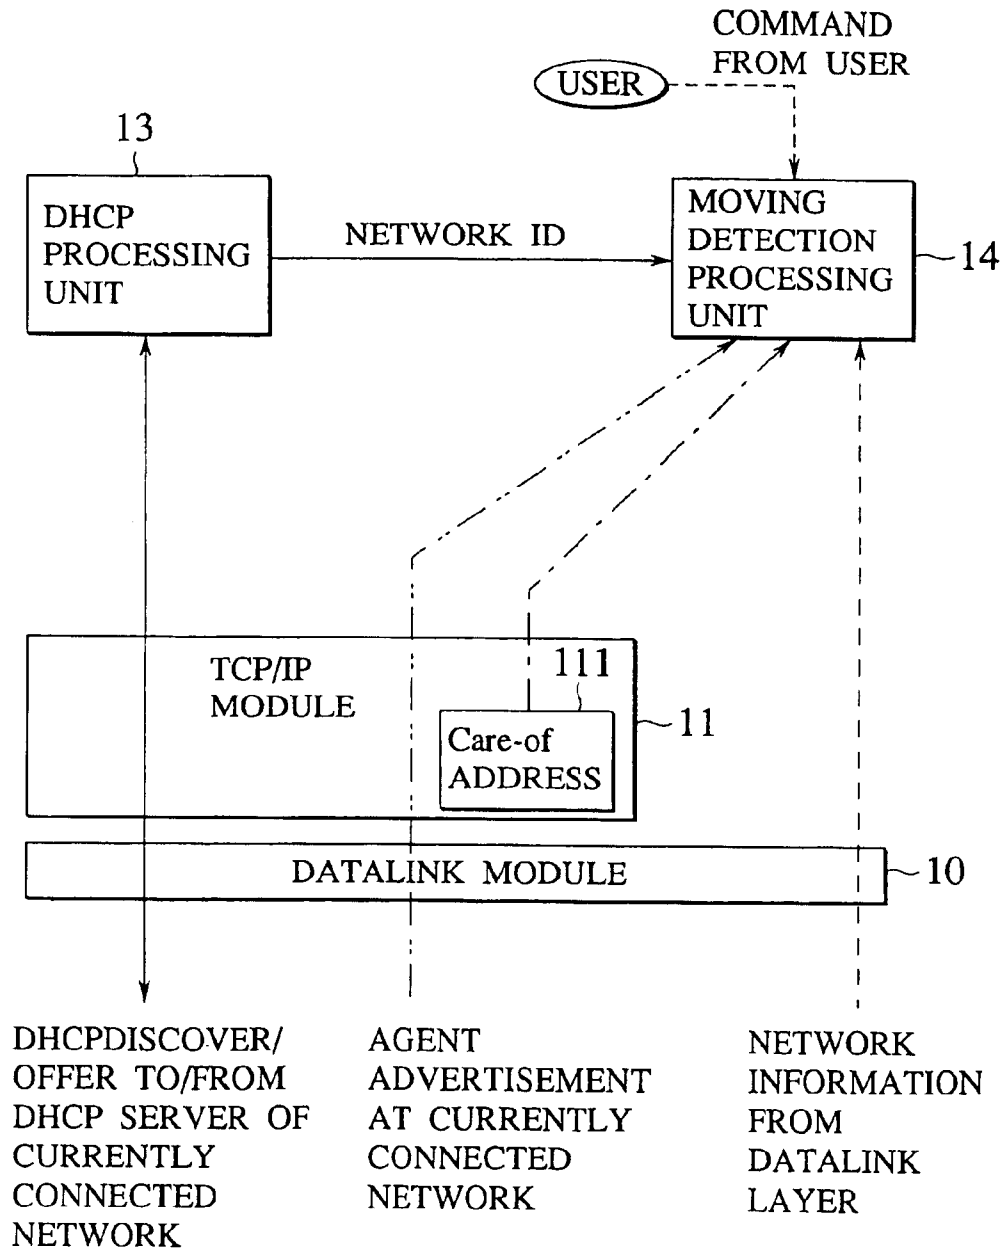 COMMAND
FROM USER
USER
13
DHCP
PROCESSING
UNIT
NETWORK ID
MOVING
DETECTION
PROCESSING
UNIT
14
TCP/IP
MODULE
111
Care-of
ADDRESS
11
DATALINK MODULE
10
DHCPDISCOVER/
OFFER TO/FROM
DHCP SERVER OF
CURRENTLY
CONNECTED
NETWORK
AGENT
ADVERTISEMENT
AT CURRENTLY
CONNECTED
NETWORK
NETWORK
INFORMATION
FROM
DATALINK
LAYER